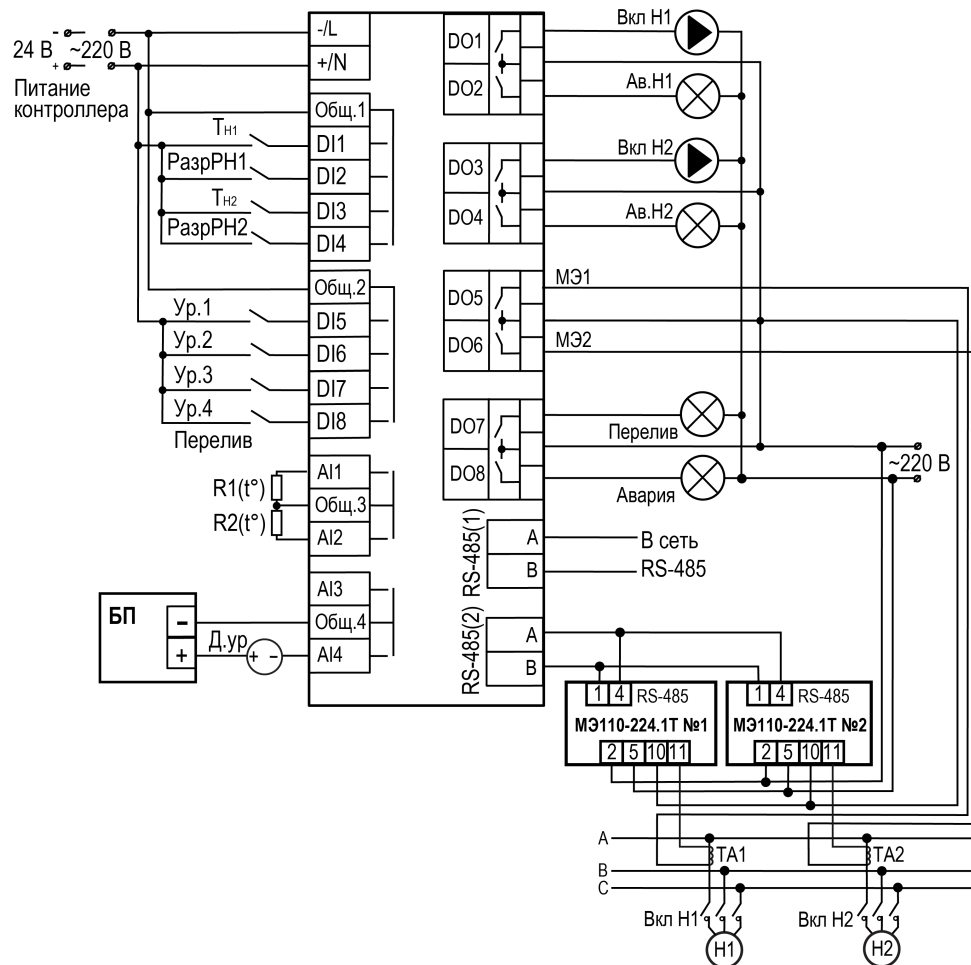 24 В ~220 В
- +
Питание
контроллера
-/L
+/N
Общ.1
Tн1
DI1
РазрРН1
DI2
Tн2
DI3
РазрРН2
DI4
Общ.2
Ур.1
DI5
Ур.2
DI6
Ур.3
DI7
Ур.4
DI8
Перелив
AI1
R1(t°)
Общ.3
R2(t°)
AI2
AI3
БП
-
Общ.4
+
Д.ур
+ -
AI4
DO1
Вкл Н1
DO2
Ав.Н1
DO3
Вкл Н2
DO4
Ав.Н2
DO5
МЭ1
DO6
МЭ2
DO7
Перелив
DO8
Авария
~220 В
RS-485(1)
A
В сеть
B
RS-485
RS-485(2)
A
B
1 4 RS-485
МЭ110-224.1Т №1
2 5 10 11
1 4 RS-485
МЭ110-224.1Т №2
2 5 10 11
A
TA1
TA2
B
C
Вкл Н1
Н1
Вкл Н2
Н2